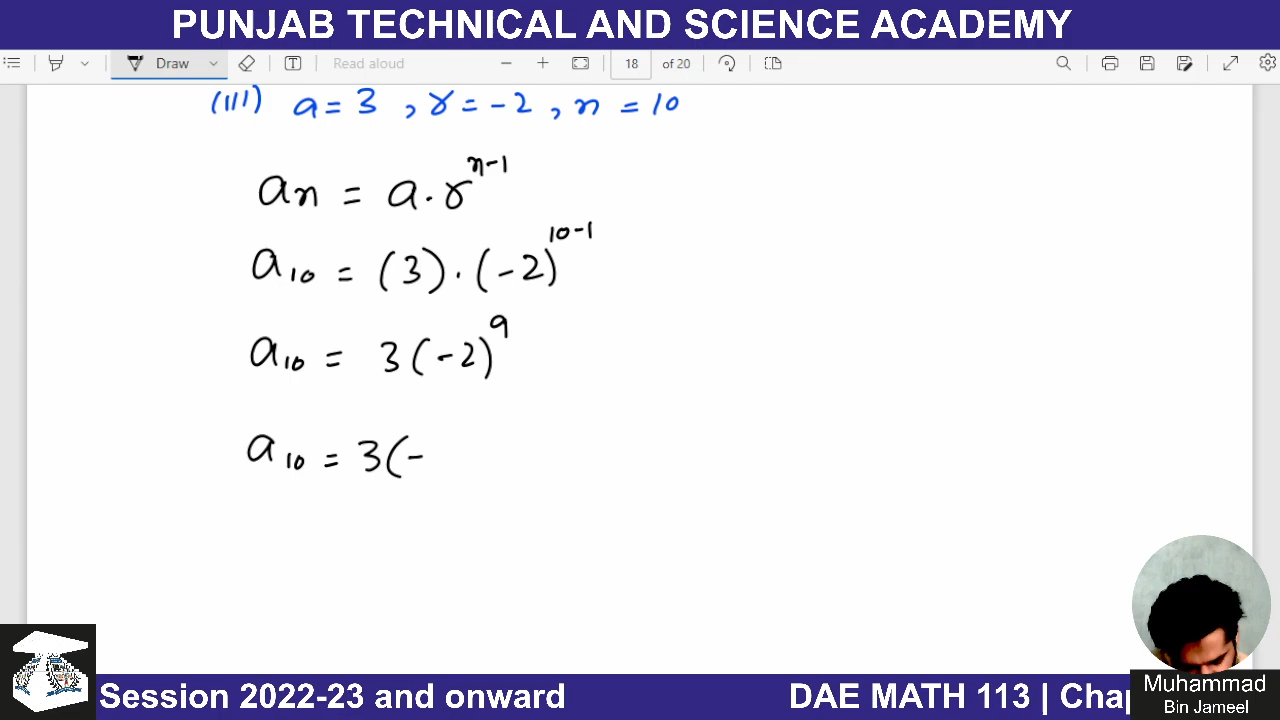 PUNJAB TECHNICAL AND SCIENCE ACADEMY
Draw Read aloud 18 of 20
(III) a = 3 , r = -2 , n = 10
an = a . r^n-1
a10 = (3) . (-2)^10-1
a10 = 3 (-2)^9
a10 = 3(-
Session 2022-23 and onward DAE MATH 113 | Chap
Muhammad
Bin Jameel